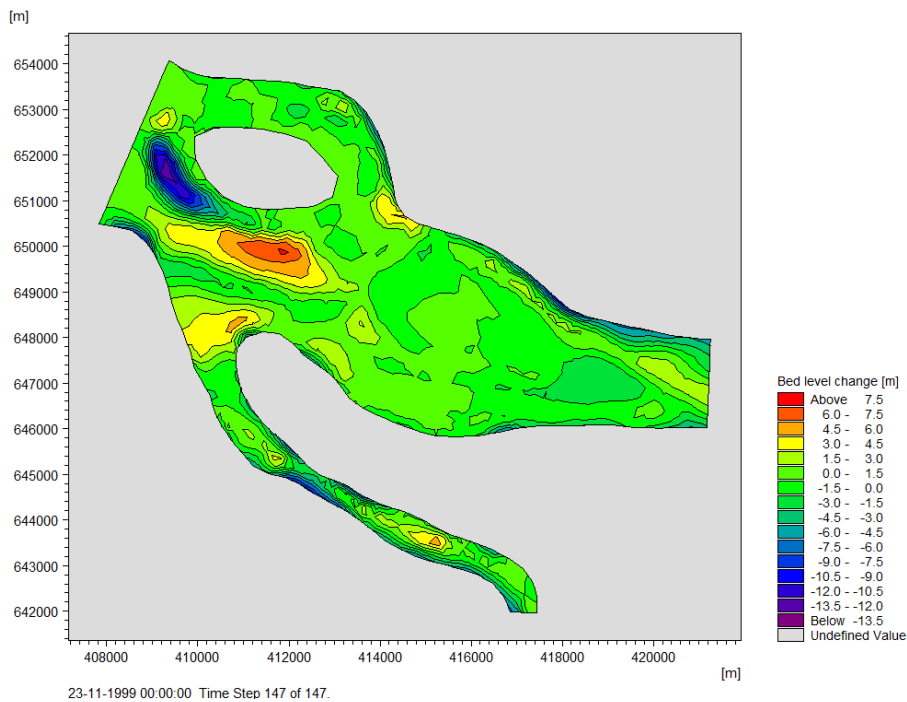 [m]
654000
653000
652000
651000
650000
649000
648000
647000
646000
645000
644000
643000
642000
408000 410000 412000 414000 416000 418000 420000
[m]
23-11-1999 00:00:00 Time Step 147 of 147.
Bed level change [m]
Above 7.5
6.0 - 7.5
4.5 - 6.0
3.0 - 4.5
1.5 - 3.0
0.0 - 1.5
-1.5 - 0.0
-3.0 - -1.5
-4.5 - -3.0
-6.0 - -4.5
-7.5 - -6.0
-9.0 - -7.5
-10.5 - -9.0
-12.0 - -10.5
-13.5 - -12.0
Below -13.5
Undefined Value